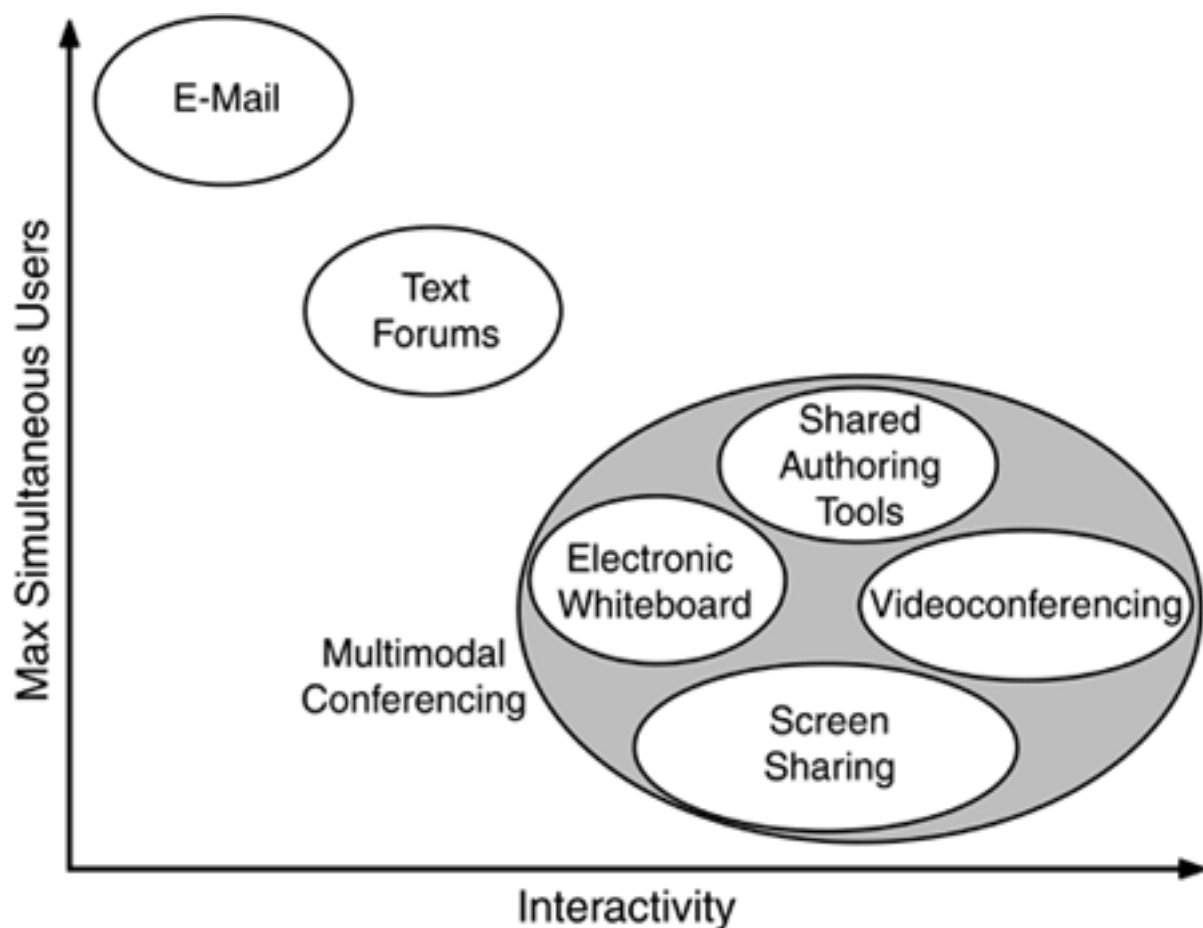 Max Simultaneous Users
E-Mail
Text
Forums
Shared
Authoring
Tools
Electronic
Whiteboard
Videoconferencing
Multimodal
Conferencing
Screen
Sharing
Interactivity